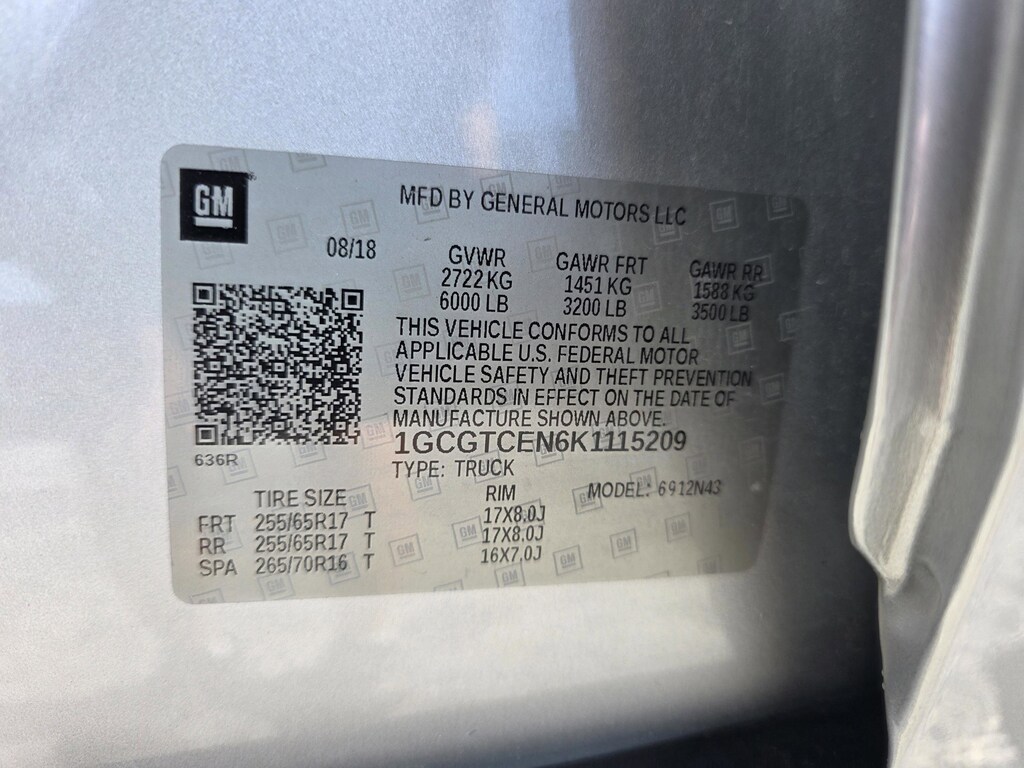 GM
MFD BY GENERAL MOTORS LLC
08/18
GVWR GAWR FRT GAWR RR
2722 KG 1451 KG 1588 KG
6000 LB 3200 LB 3500 LB
THIS VEHICLE CONFORMS TO ALL
APPLICABLE U.S. FEDERAL MOTOR
VEHICLE SAFETY AND THEFT PREVENTION
STANDARDS IN EFFECT ON THE DATE OF
MANUFACTURE SHOWN ABOVE.
1GCGTCEN6K1115209
636R
TYPE: TRUCK
TIRE SIZE RIM MODEL: 6912N43
FRT 255/65R17 T 17X8.0J
RR 255/65R17 T 17X8.0J
SPA 265/70R16 T 16X7.0J